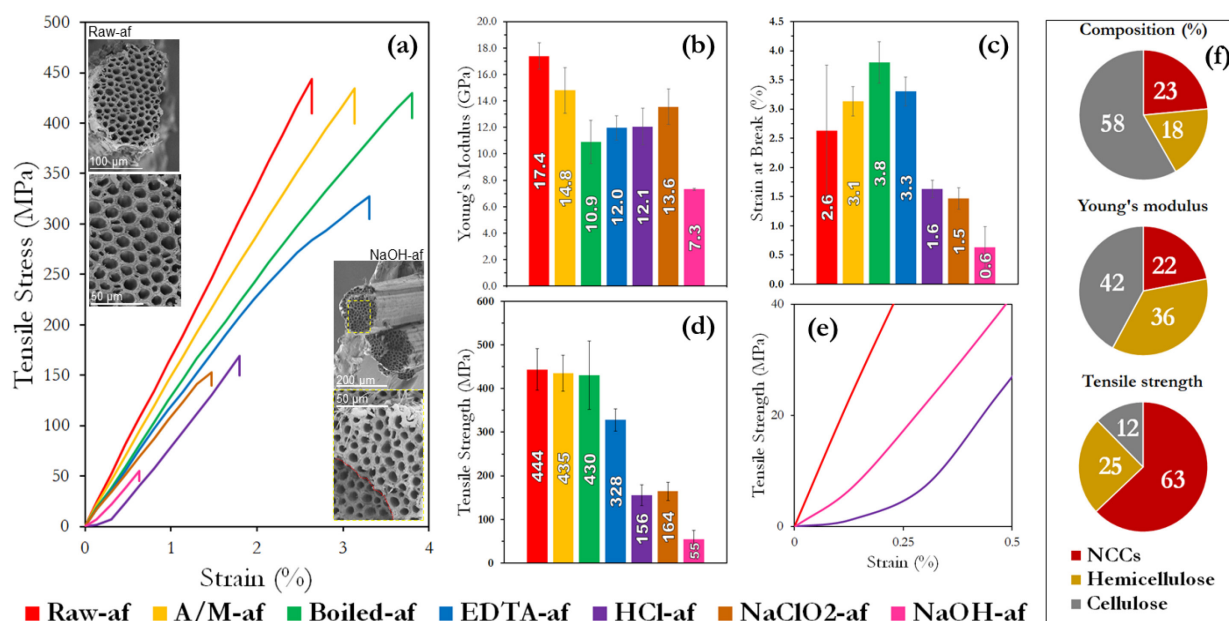 Raw-af
(a)
500
450
400
350
300
250
200
150
100
50
0
Tensile Stress (MPa)
100 µm
50 µm
NaOH-af
200 µm
50 µm
0 1 2 3 4
Strain (%)
(b)
20.0
18.0
16.0
14.0
12.0
10.0
8.0
6.0
4.0
2.0
0.0
Young's Modulus (GPa)
17.4 14.8 10.9 12.0 12.1 13.6 7.3
(c)
4.5
4.0
3.5
3.0
2.5
2.0
1.5
1.0
0.5
0.0
Strain at Break (%)
2.6 3.1 3.8 3.3 1.6 1.5 0.6
(d)
600
500
400
300
200
100
0
Tensile Strength (MPa)
444 435 430 328 156 164 55
(e)
40
20
0
Tensile Strength (MPa)
0 0.25 0.5
Strain (%)
Composition (%)
(f)
23
18
58
Young's modulus
22
36
42
Tensile strength
12
25
63
NCCs
Hemicellulose
Cellulose
Raw-af A/M-af Boiled-af EDTA-af HCl-af NaClO2-af NaOH-af